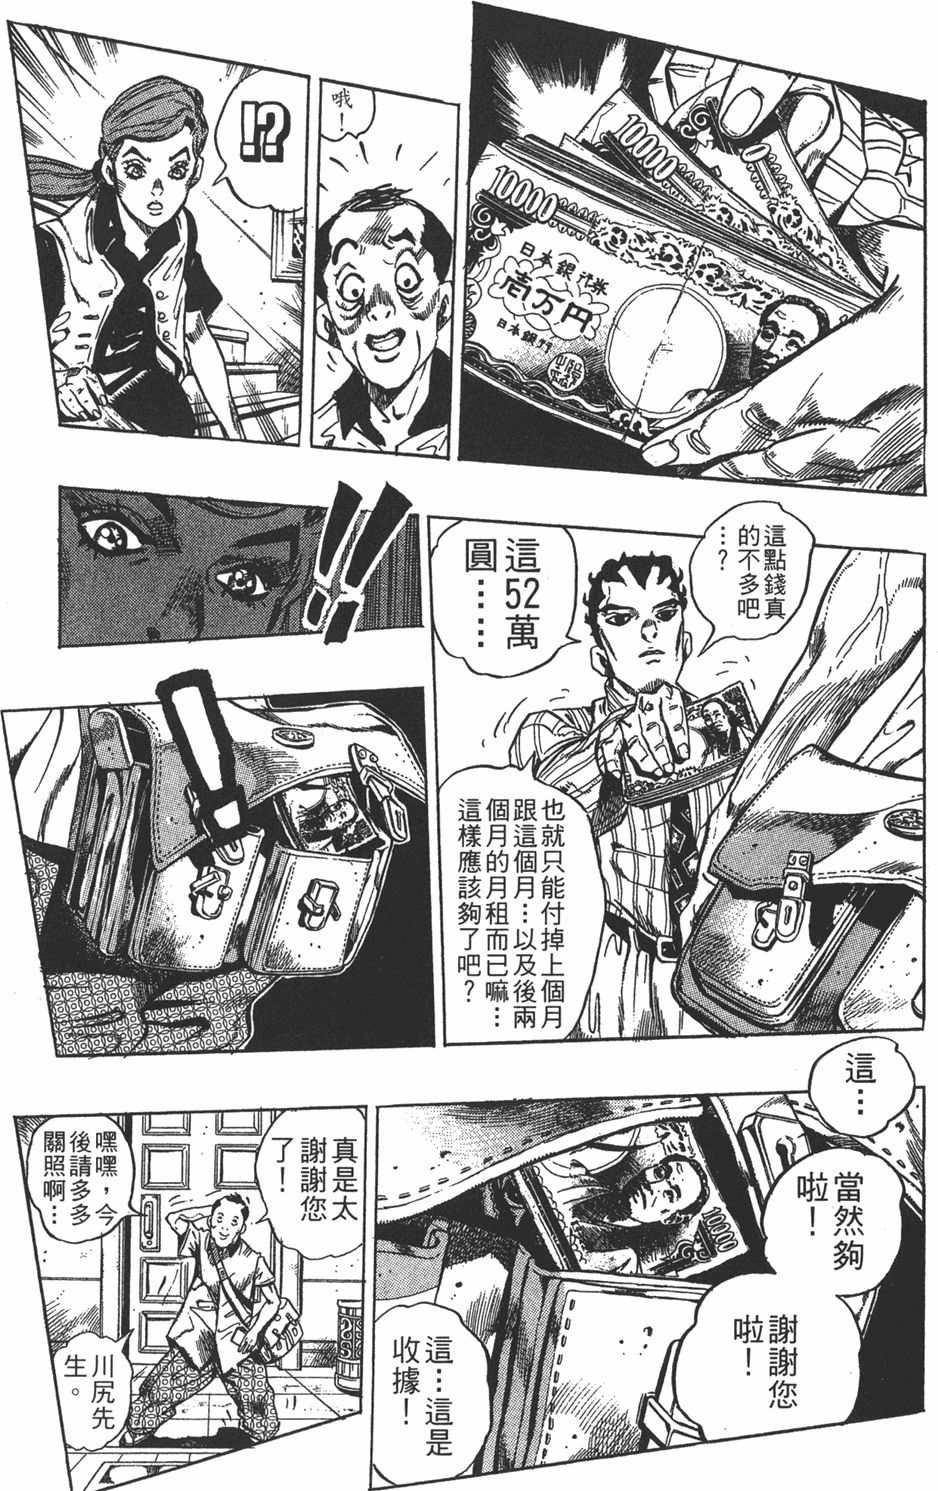 10000
10000
日本銀行券
壱万円
日本銀行
哦！
!?
這點錢真
的不多吧
…？
這52萬
圓……
也就只能付掉上個月
跟這個月…以及後兩
個月的月租而已嘛…
這樣應該夠了吧？
!!
!
這…
當然夠
啦！
謝謝您
啦！
10000
這…這是
收據！
真是太
謝謝您
了！
嘿嘿，今
後請多多
關照啊…
川尻先
生。